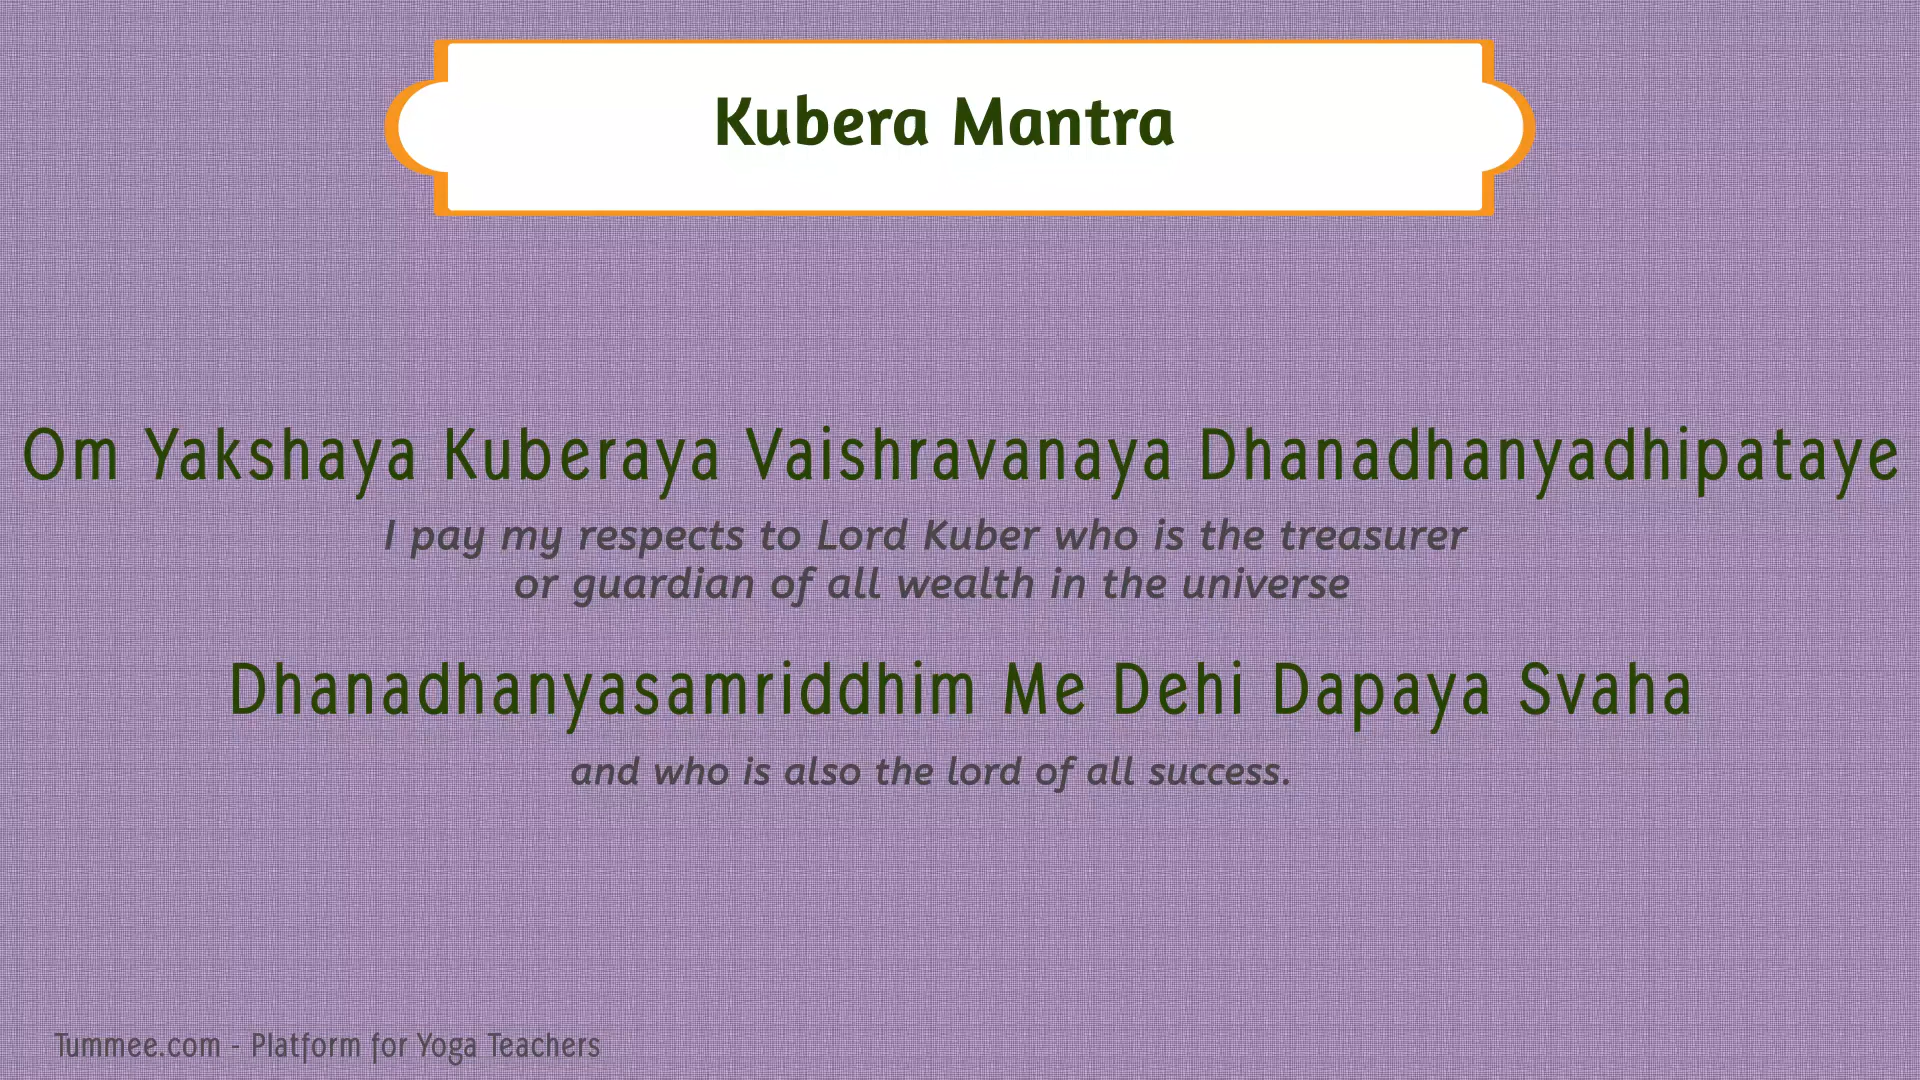 Kubera Mantra
Om Yakshaya Kuberaya Vaishravanaya Dhanadhanyadhipataye
I pay my respects to Lord Kuber who is the treasurer
or guardian of all wealth in the universe
Dhanadhanyasamriddhim Me Dehi Dapaya Svaha
and who is also the lord of all success.
Tummee.com - Platform for Yoga Teachers